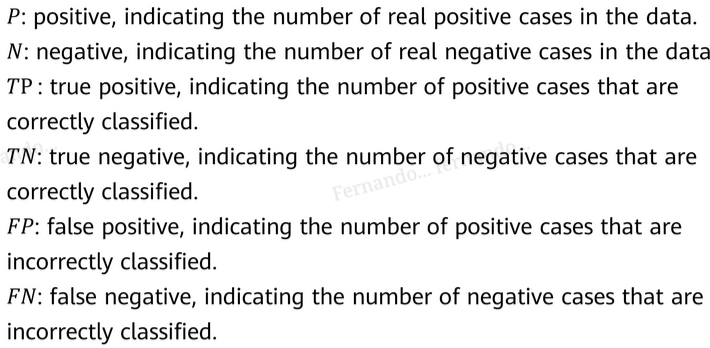 P: positive, indicating the number of real positive cases in the data.
N: negative, indicating the number of real negative cases in the data
TP : true positive, indicating the number of positive cases that are
correctly classified.
TN: true negative, indicating the number of negative cases that are
correctly classified.
Fernando... fernando...
FP: false positive, indicating the number of positive cases that are
incorrectly classified.
FN: false negative, indicating the number of negative cases that are
incorrectly classified.